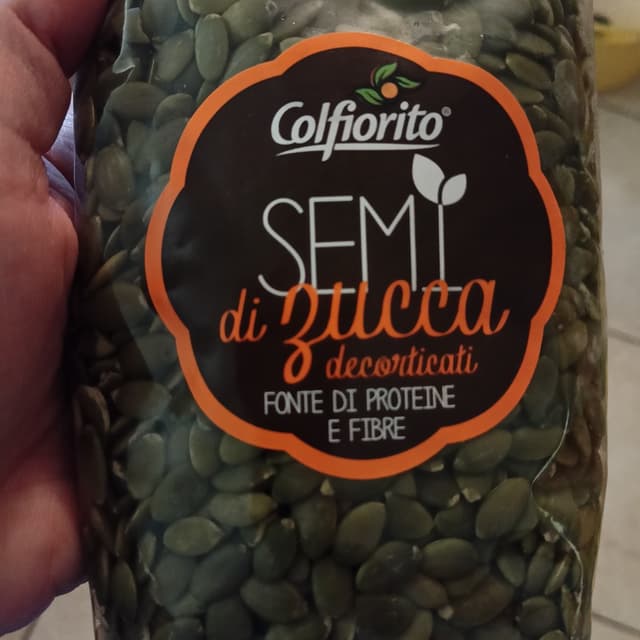 Colfiorito®
SEMI
di zucca
decorticati
FONTE DI PROTEINE
E FIBRE